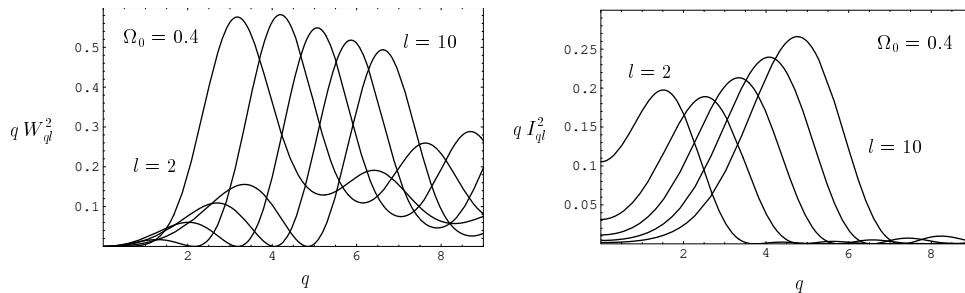 Ω₀ = 0.4
l = 10
l = 2
q W²_ql
0.5
0.4
0.3
0.2
0.1
2 4 6 8
q
Ω₀ = 0.4
l = 2
l = 10
q I²_ql
0.25
0.2
0.15
0.1
0.05
2 4 6 8
q